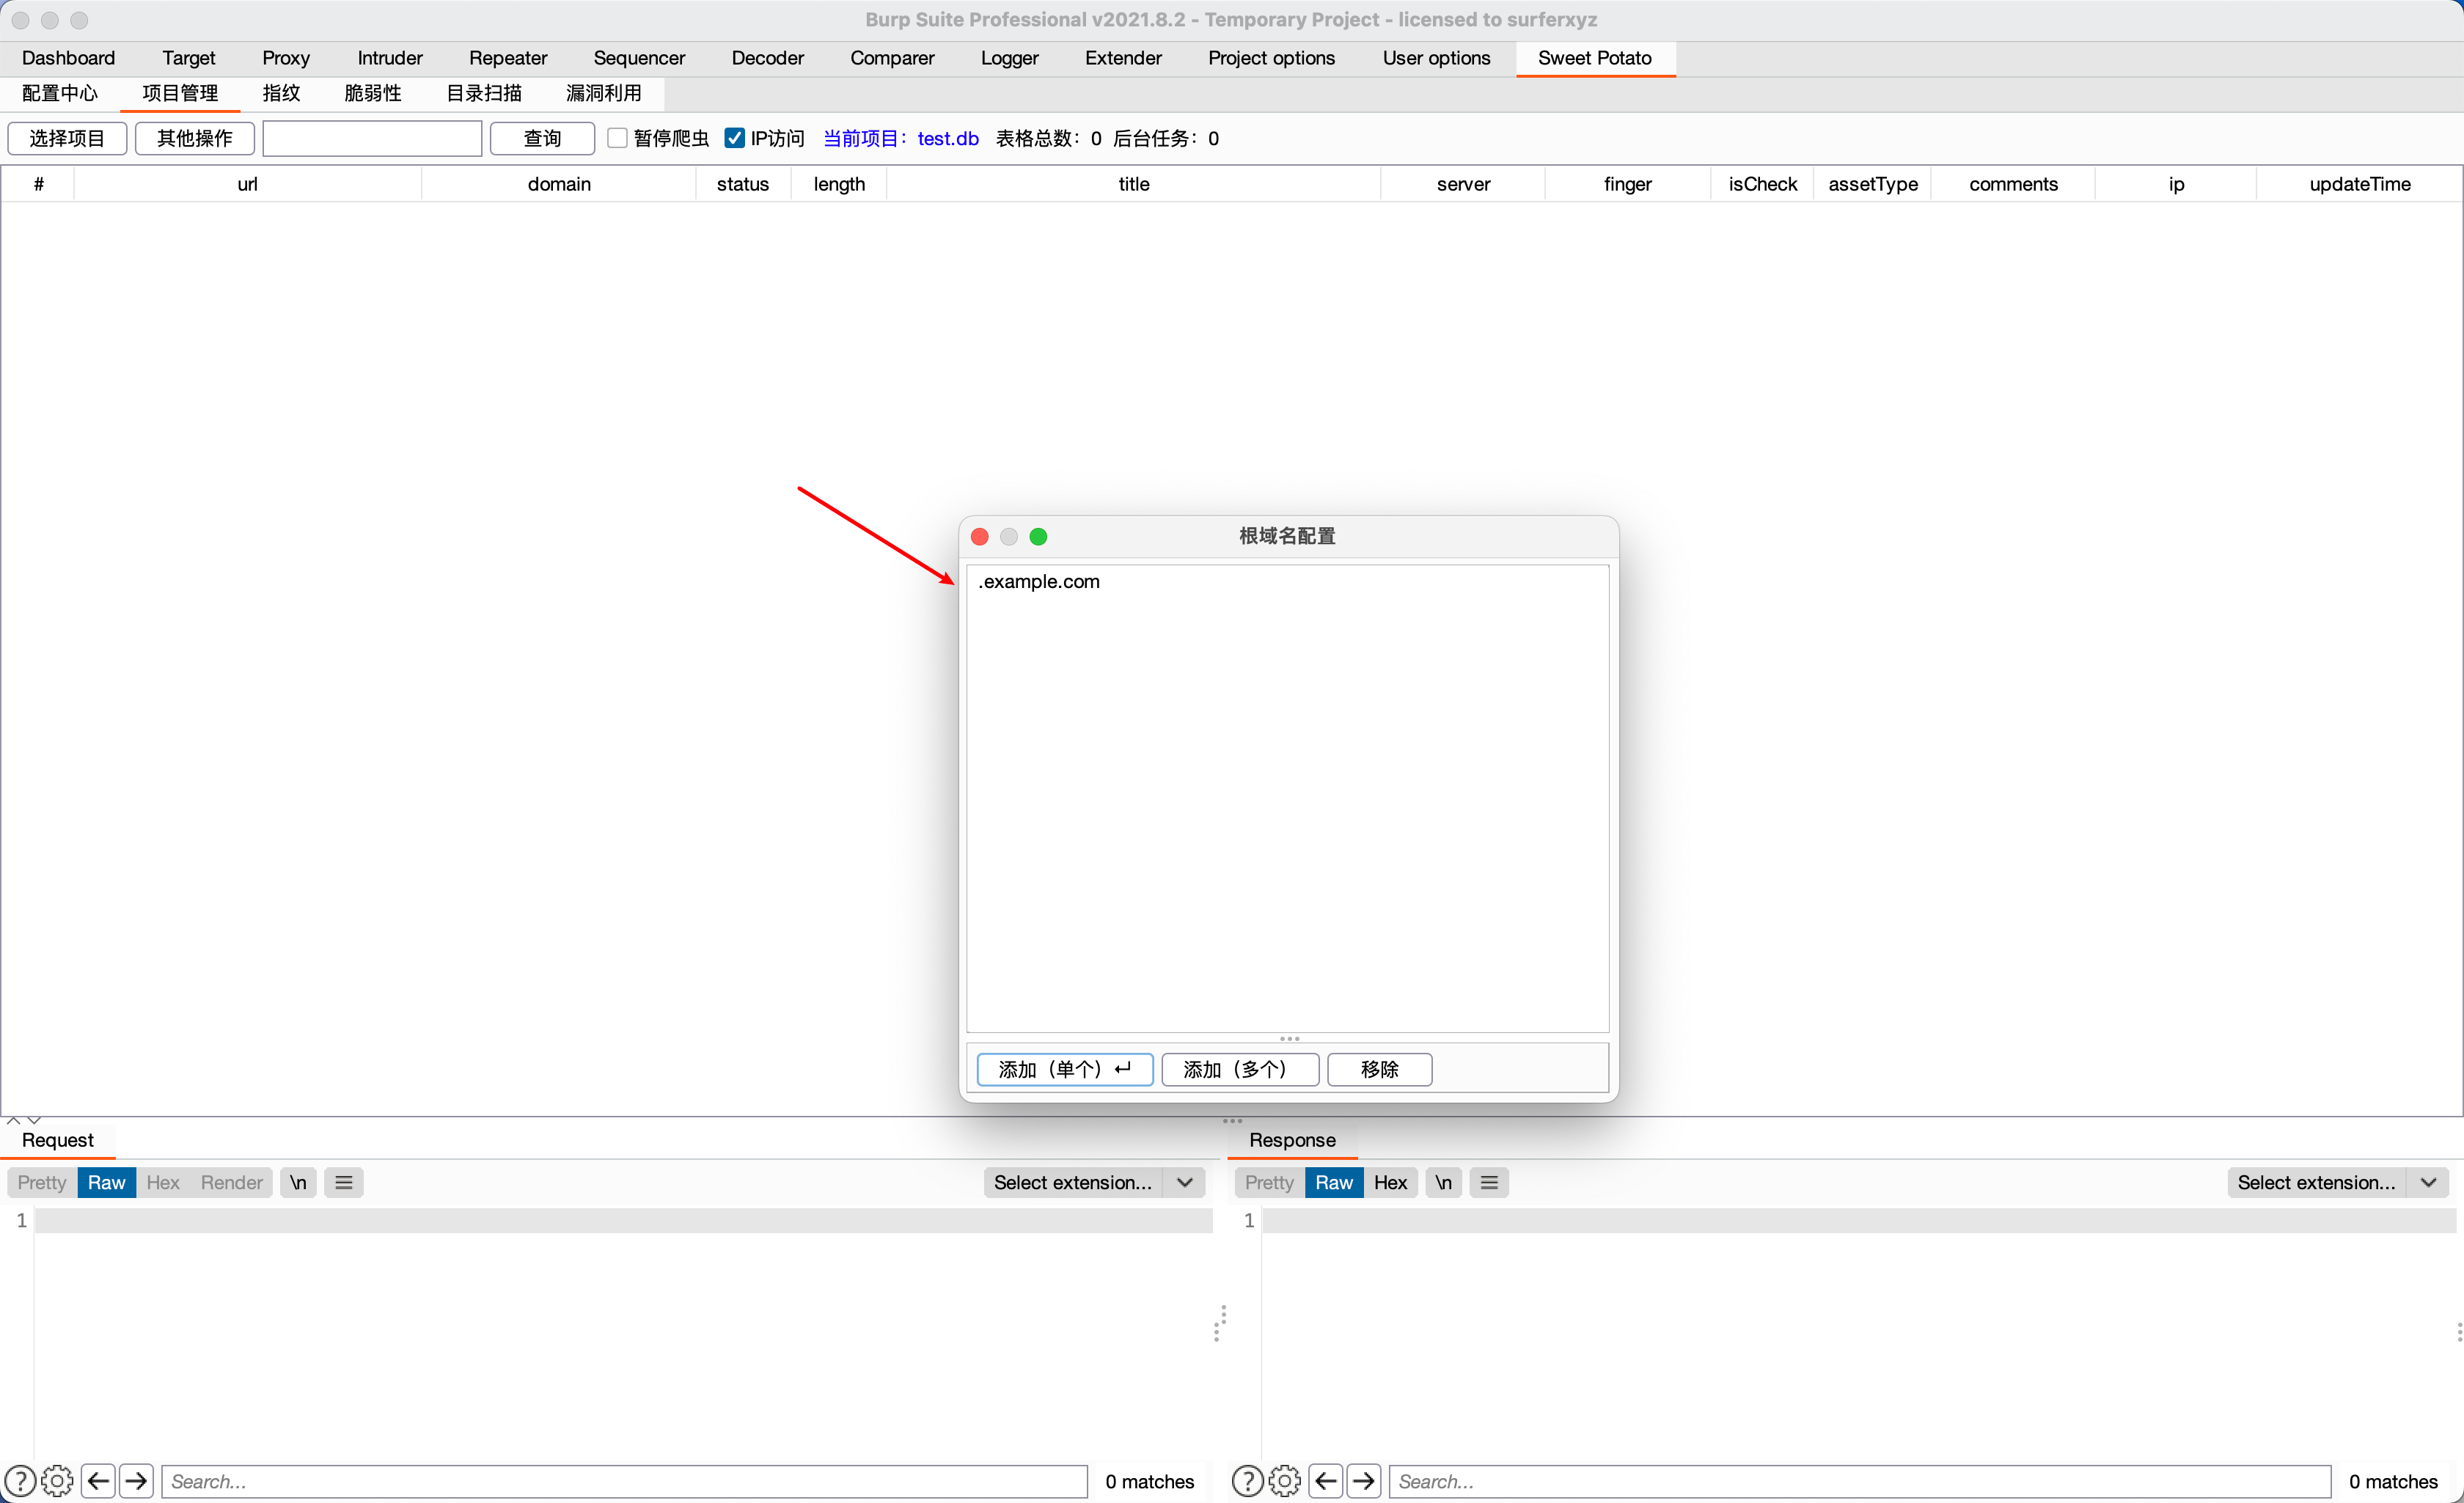 Burp Suite Professional v2021.8.2 - Temporary Project - licensed to surferxyz
Dashboard Target Proxy Intruder Repeater Sequencer Decoder Comparer Logger Extender Project options User options Sweet Potato
配置中心 项目管理 指纹 脆弱性 目录扫描 漏洞利用
选择项目 其他操作 查询 暂停爬虫 IP访问 当前项目：test.db 表格总数：0 后台任务：0
# url domain status length title server finger isCheck assetType comments ip updateTime
根域名配置
.example.com
添加（单个） 添加（多个） 移除
Request
Pretty Raw Hex Render \n Select extension...
1
Search... 0 matches
Response
Pretty Raw Hex \n Select extension...
1
Search... 0 matches